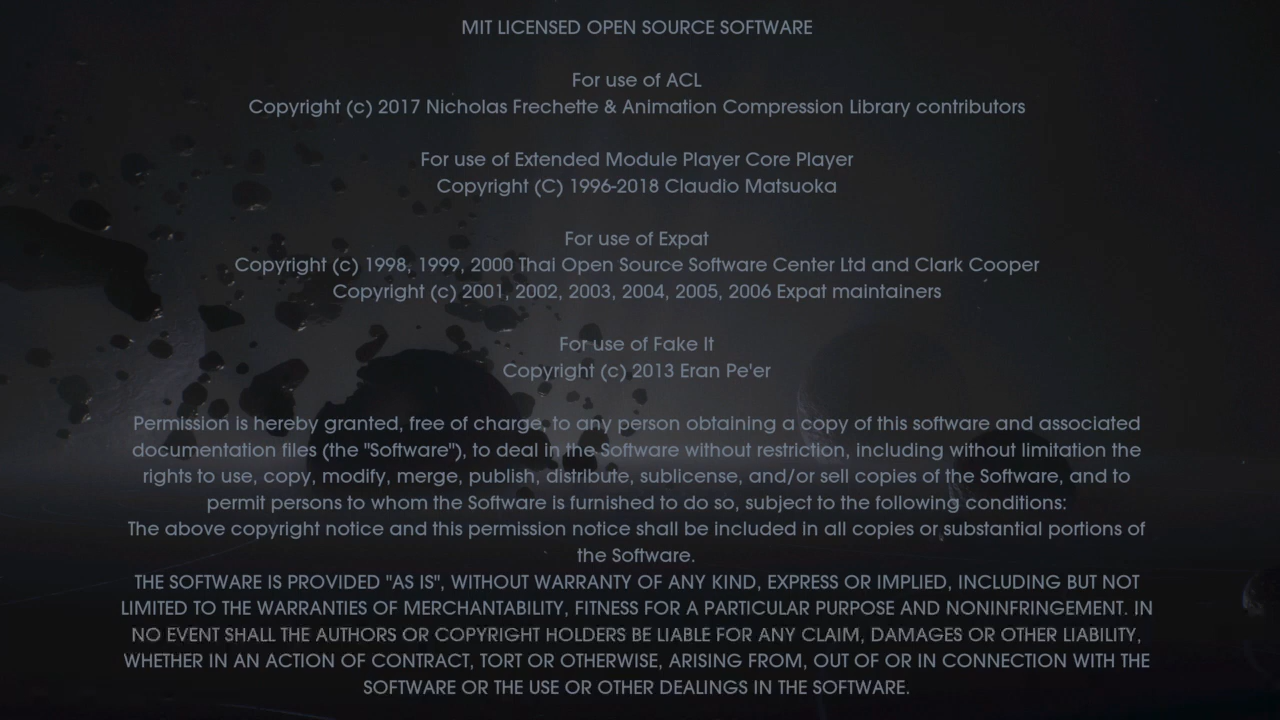 MIT LICENSED OPEN SOURCE SOFTWARE
For use of ACL
Copyright (c) 2017 Nicholas Frechette & Animation Compression Library contributors
For use of Extended Module Player Core Player
Copyright (C) 1996-2018 Claudio Matsuoka
For use of Expat
Copyright (c) 1998, 1999, 2000 Thai Open Source Software Center Ltd and Clark Cooper
Copyright (c) 2001, 2002, 2003, 2004, 2005, 2006 Expat maintainers
For use of Fake It
Copyright (c) 2013 Eran Pe'er
Permission is hereby granted, free of charge, to any person obtaining a copy of this software and associated
documentation files (the "Software"), to deal in the Software without restriction, including without limitation the
rights to use, copy, modify, merge, publish, distribute, sublicense, and/or sell copies of the Software, and to
permit persons to whom the Software is furnished to do so, subject to the following conditions:
The above copyright notice and this permission notice shall be included in all copies or substantial portions of
the Software.
THE SOFTWARE IS PROVIDED "AS IS", WITHOUT WARRANTY OF ANY KIND, EXPRESS OR IMPLIED, INCLUDING BUT NOT
LIMITED TO THE WARRANTIES OF MERCHANTABILITY, FITNESS FOR A PARTICULAR PURPOSE AND NONINFRINGEMENT. IN
NO EVENT SHALL THE AUTHORS OR COPYRIGHT HOLDERS BE LIABLE FOR ANY CLAIM, DAMAGES OR OTHER LIABILITY,
WHETHER IN AN ACTION OF CONTRACT, TORT OR OTHERWISE, ARISING FROM, OUT OF OR IN CONNECTION WITH THE
SOFTWARE OR THE USE OR OTHER DEALINGS IN THE SOFTWARE.